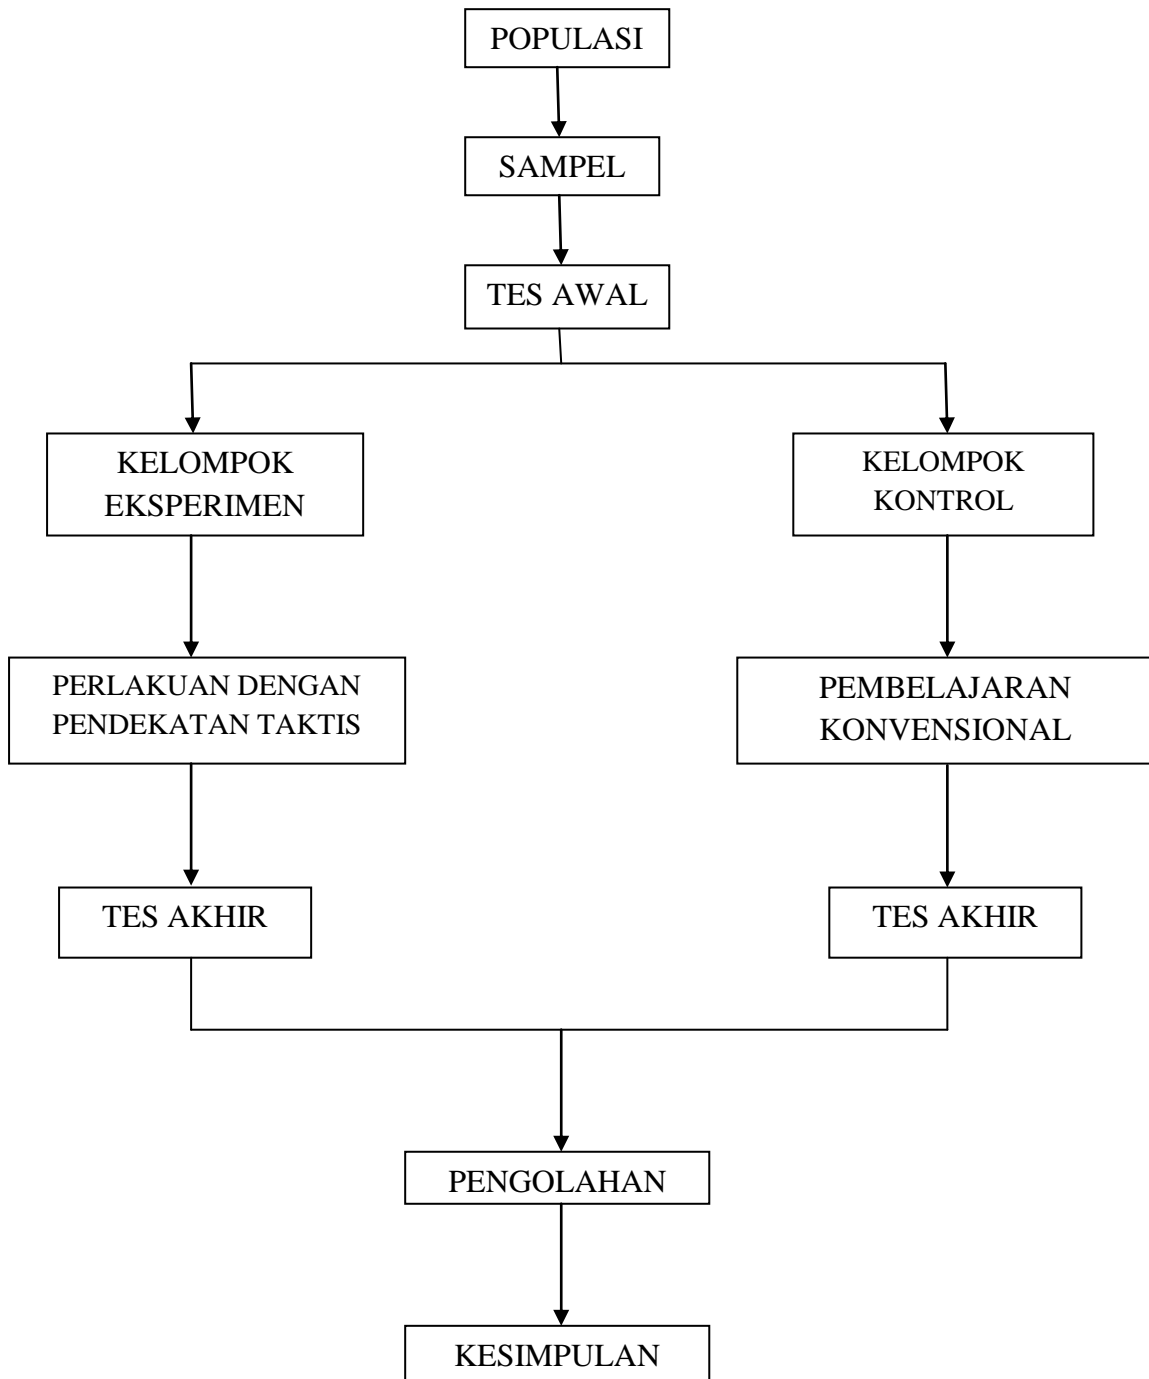 POPULASI
SAMPEL
TES AWAL
KELOMPOK
EKSPERIMEN
KELOMPOK
KONTROL
PERLAKUAN DENGAN
PENDEKATAN TAKTIS
PEMBELAJARAN
KONVENSIONAL
TES AKHIR
TES AKHIR
PENGOLAHAN
KESIMPULAN